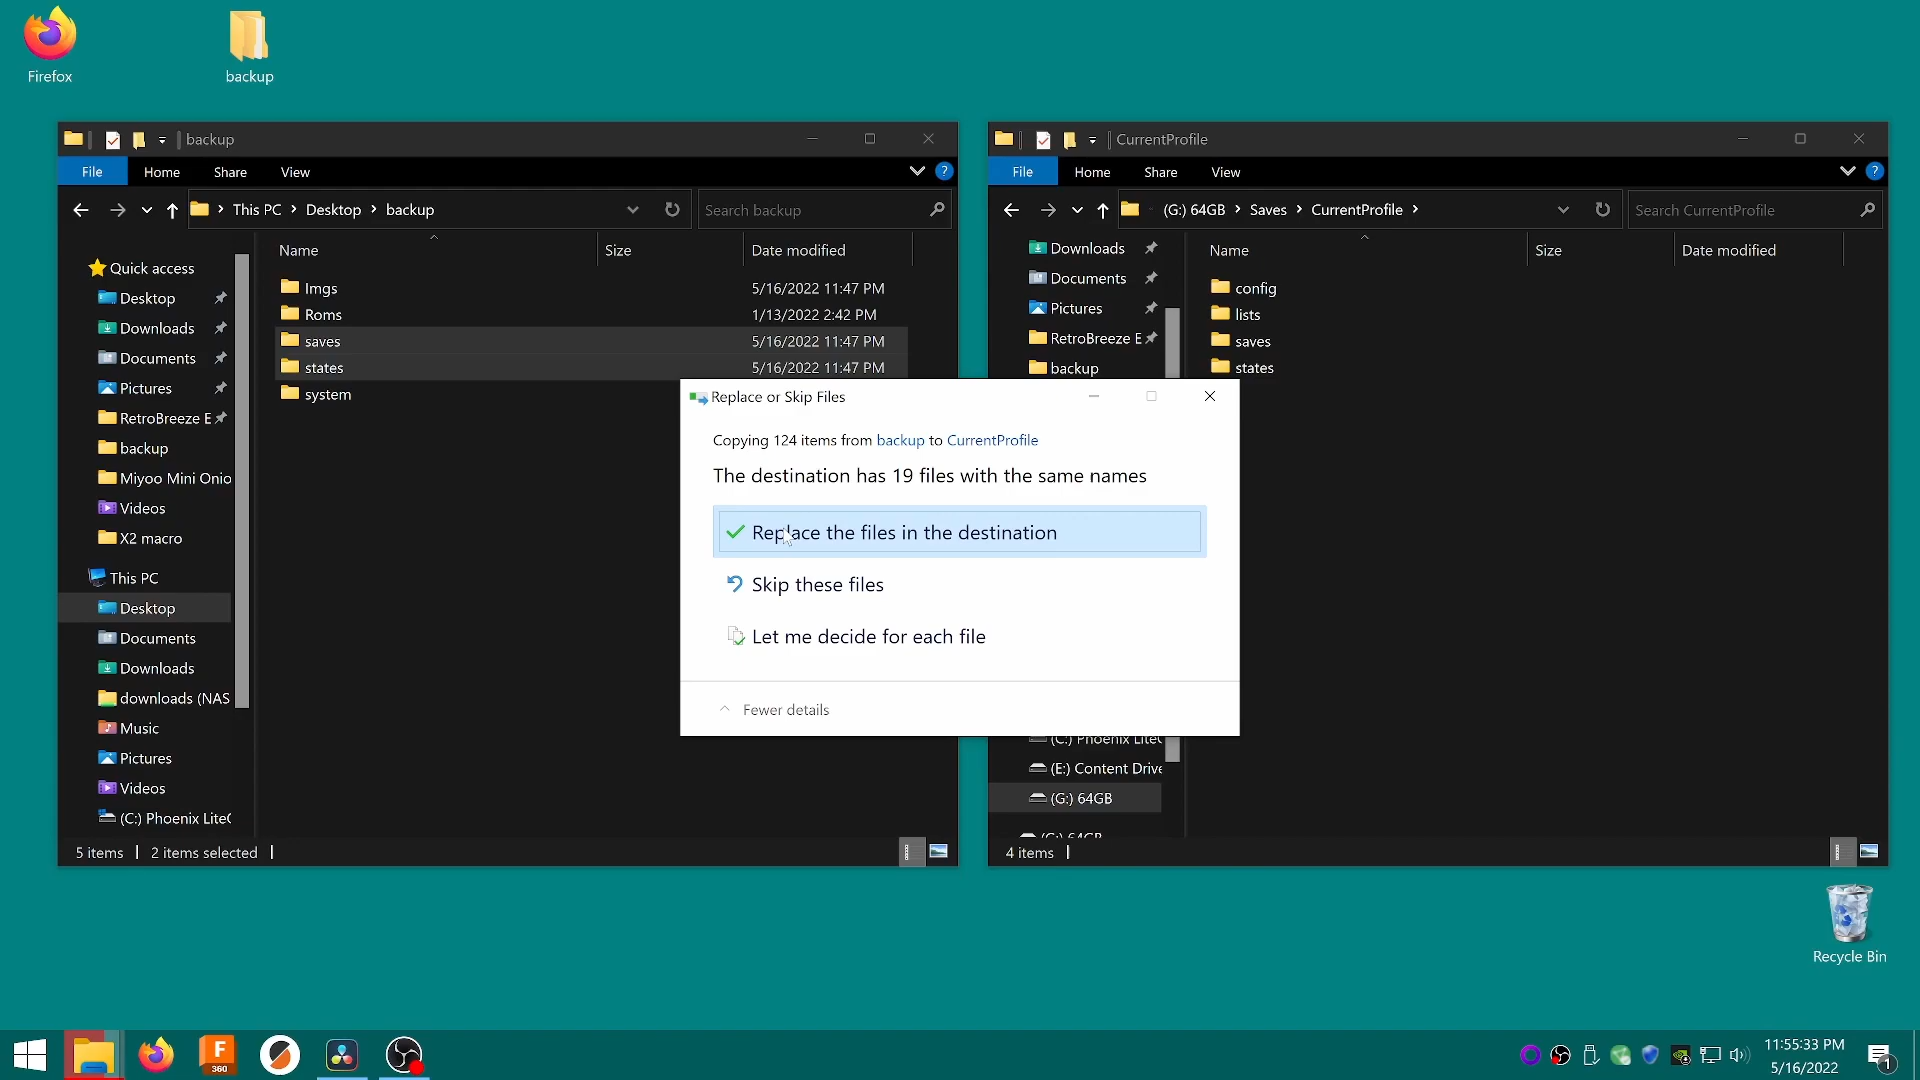 Firefox
backup
backup
File
Home
Share
View
?
This PC
Desktop
backup
Search backup
Name
Size
Date modified
Quick access
Desktop
Downloads
Documents
Pictures
RetroBreeze E
backup
Miyoo Mini Onio
Videos
X2 macro
This PC
Desktop
Documents
Downloads
downloads (NAS
Music
Pictures
Videos
(C:) Phoenix Lite
Imgs 5/16/2022 11:47 PM
Roms 1/13/2022 2:42 PM
saves 5/16/2022 11:47 PM
states 5/16/2022 11:47 PM
system
5 items
2 items selected
CurrentProfile
File
Home
Share
View
?
(G:) 64GB
Saves
CurrentProfile
Search CurrentProfile
Name
Size
Date modified
Downloads
Documents
Pictures
RetroBreeze E
backup
(C:) Phoenix Lite
(E:) Content Drive
(G:) 64GB
config
lists
saves
states
4 items
Replace or Skip Files
Copying 124 items from backup to CurrentProfile
The destination has 19 files with the same names
Replace the files in the destination
Skip these files
Let me decide for each file
Fewer details
Recycle Bin
F
360
11:55:33 PM
5/16/2022
1